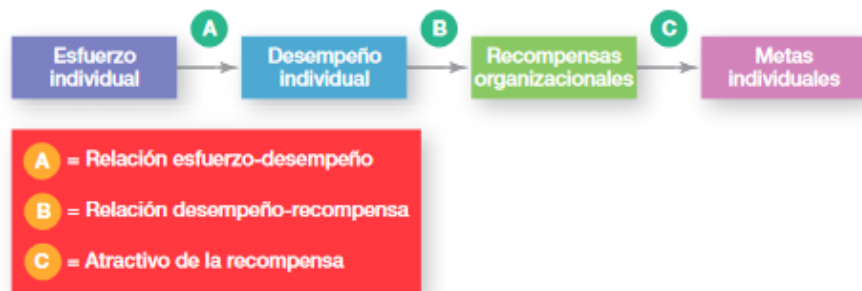 A
B
C
Esfuerzo
individual
Desempeño
individual
Recompensas
organizacionales
Metas
individuales
A = Relación esfuerzo-desempeño
B = Relación desempeño-recompensa
C = Atractivo de la recompensa